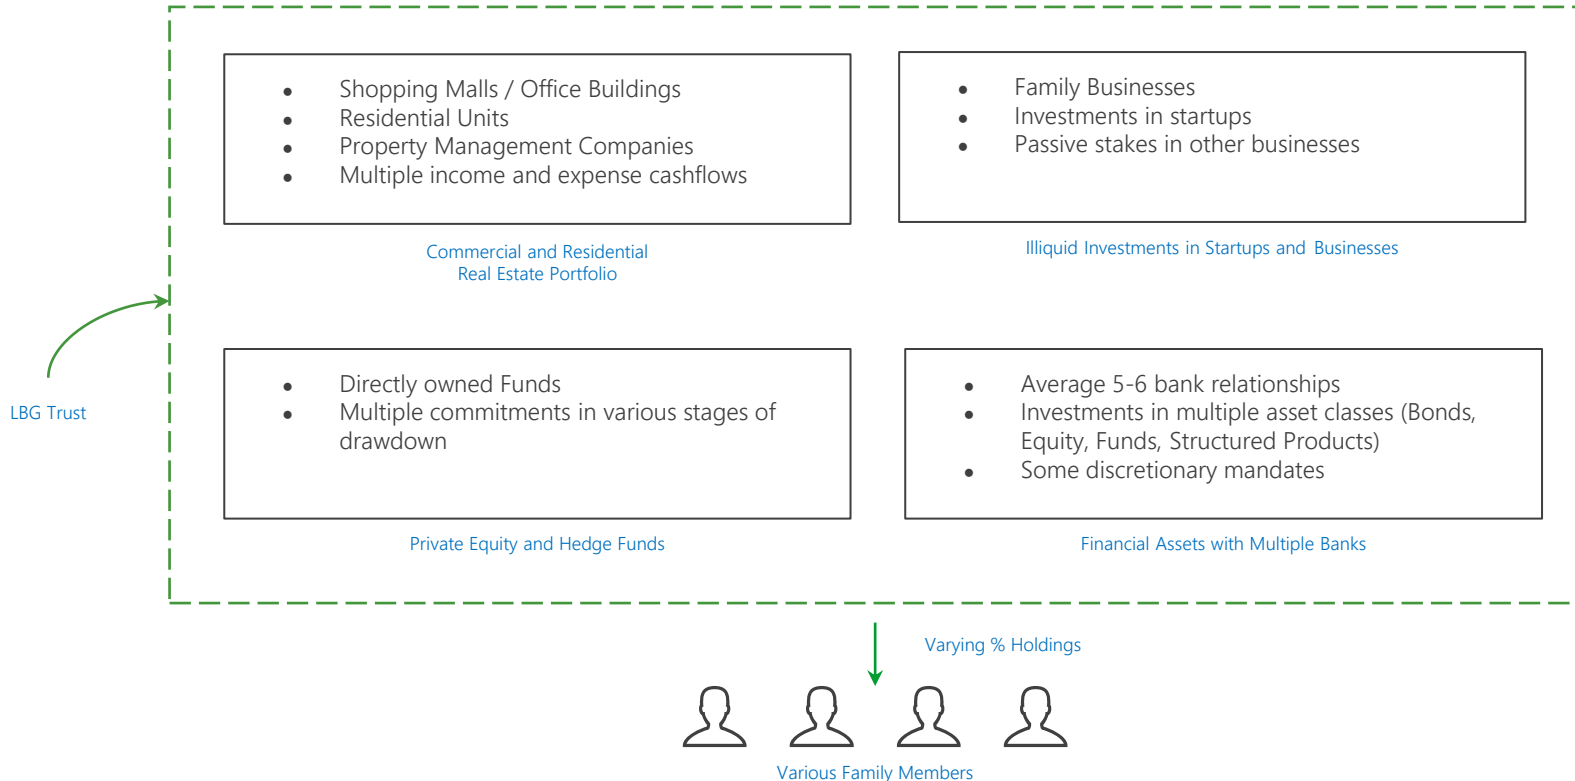 • Shopping Malls / Office Buildings
• Residential Units
• Property Management Companies
• Multiple income and expense cashflows
Commercial and Residential
Real Estate Portfolio
• Family Businesses
• Investments in startups
• Passive stakes in other businesses
Illiquid Investments in Startups and Businesses
LBG Trust
• Directly owned Funds
• Multiple commitments in various stages of
drawdown
Private Equity and Hedge Funds
• Average 5-6 bank relationships
• Investments in multiple asset classes (Bonds,
Equity, Funds, Structured Products)
• Some discretionary mandates
Financial Assets with Multiple Banks
Varying % Holdings
Various Family Members